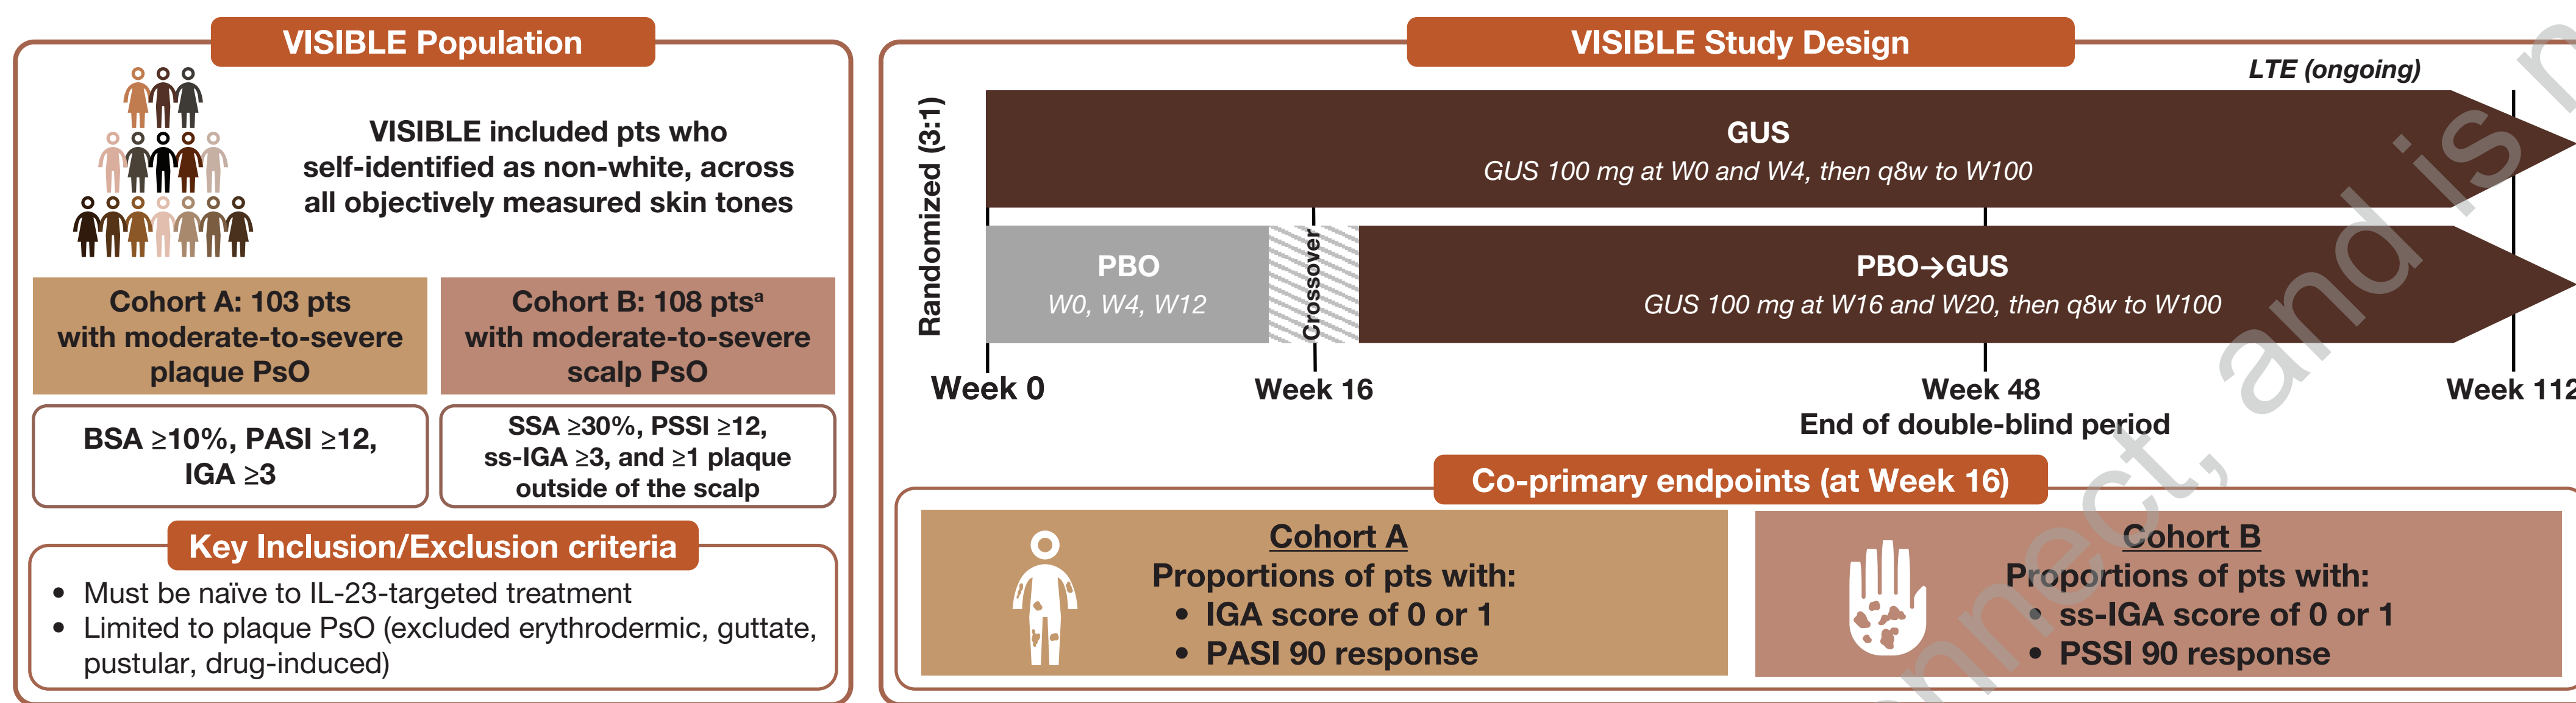 VISIBLE Population
VISIBLE included pts who
self-identified as non-white, across
all objectively measured skin tones
Cohort A: 103 pts
with moderate-to-severe
plaque PsO
Cohort B: 108 ptsᵃ
with moderate-to-severe
scalp PsO
BSA ≥10%, PASI ≥12,
IGA ≥3
SSA ≥30%, PSSI ≥12,
ss-IGA ≥3, and ≥1 plaque
outside of the scalp
Key Inclusion/Exclusion criteria
• Must be naïve to IL-23-targeted treatment
• Limited to plaque PsO (excluded erythrodermic, guttate,
pustular, drug-induced)
VISIBLE Study Design
LTE (ongoing)
Randomized (3:1)
GUS
GUS 100 mg at W0 and W4, then q8w to W100
PBO
W0, W4, W12
Crossover
PBO→GUS
GUS 100 mg at W16 and W20, then q8w to W100
Week 0
Week 16
Week 48
End of double-blind period
Week 112
Co-primary endpoints (at Week 16)
Cohort A
Proportions of pts with:
• IGA score of 0 or 1
• PASI 90 response
Cohort B
Proportions of pts with:
• ss-IGA score of 0 or 1
• PSSI 90 response
and is